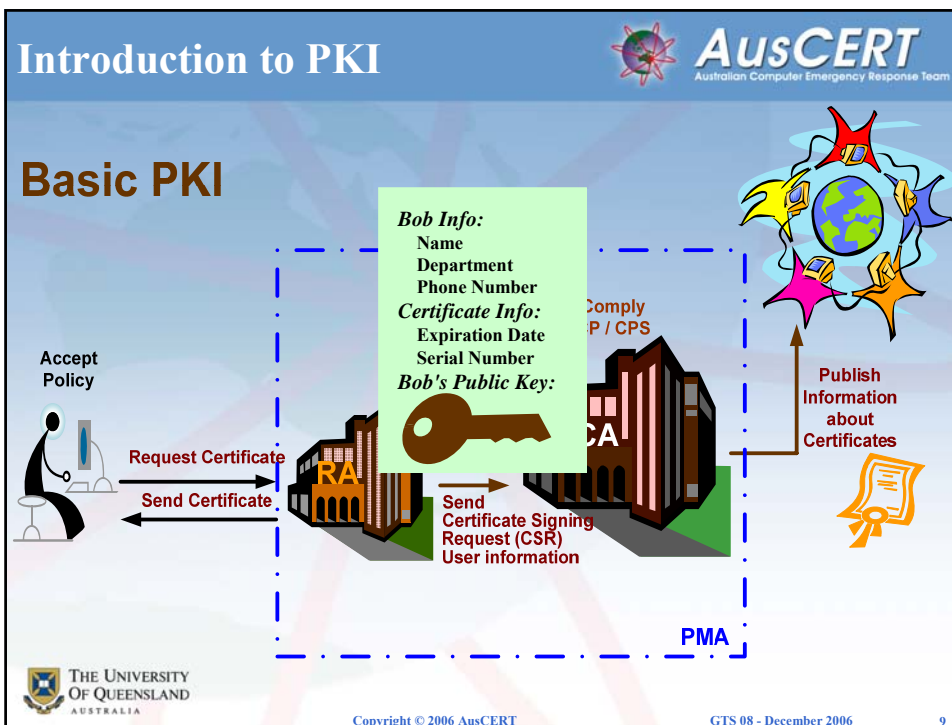 Introduction to PKI
AusCERT
Australian Computer Emergency Response Team
Basic PKI
Bob Info:
Name
Department
Phone Number
Certificate Info:
Expiration Date
Serial Number
Bob's Public Key:
Comply
P / CPS
Accept
Policy
Request Certificate
Send Certificate
RA
CA
Send
Certificate Signing
Request (CSR)
User information
Publish
Information
about
Certificates
PMA
THE UNIVERSITY
OF QUEENSLAND
AUSTRALIA
Copyright © 2006 AusCERT
GTS 08 - December 2006
9